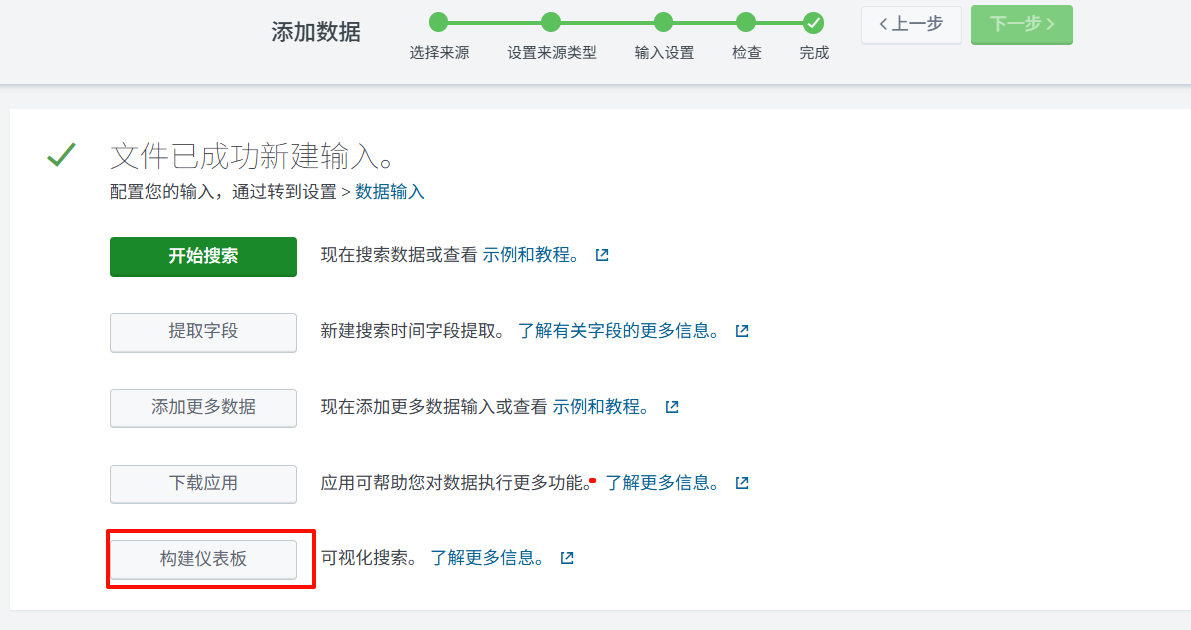 添加数据
选择来源 设置来源类型 输入设置 检查 完成
上一步 下一步
文件已成功新建输入。
配置您的输入，通过转到设置 > 数据输入
开始搜索 现在搜索数据或查看 示例和教程。
提取字段 新建搜索时间字段提取。 了解有关字段的更多信息。
添加更多数据 现在添加更多数据输入或查看 示例和教程。
下载应用 应用可帮助您对数据执行更多功能。 了解更多信息。
构建仪表板 可视化搜索。 了解更多信息。